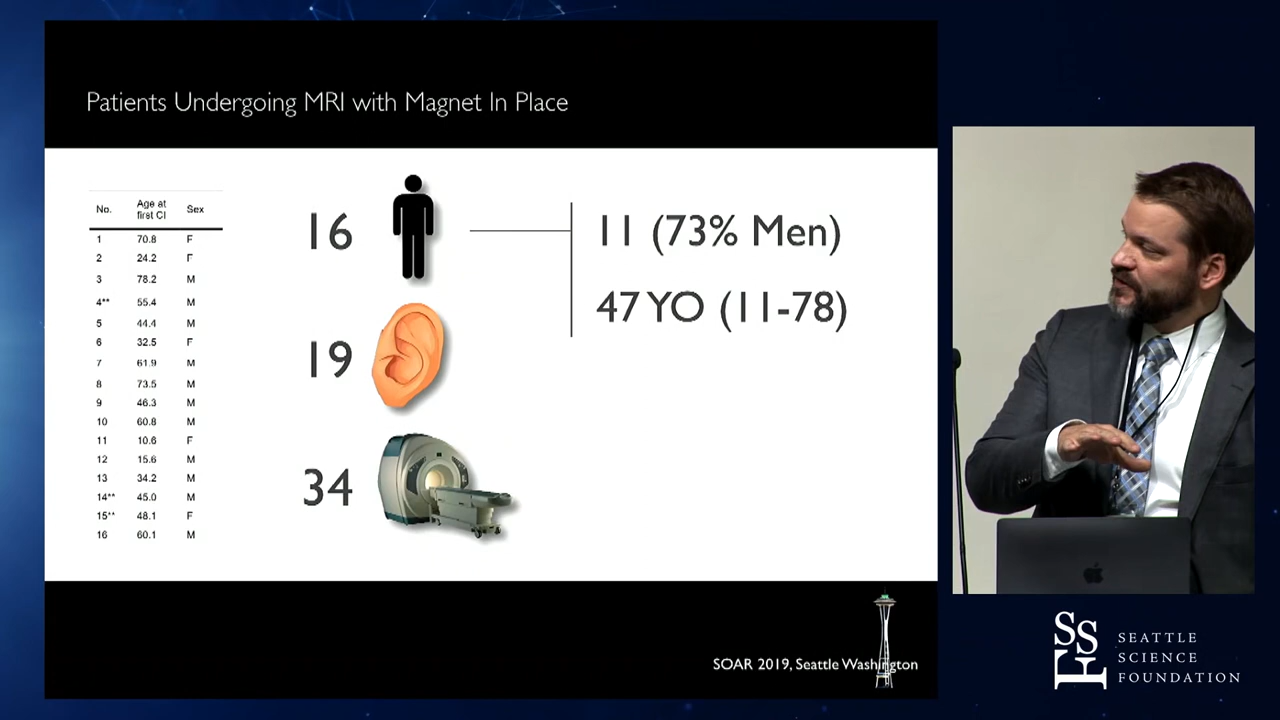 Patients Undergoing MRI with Magnet In Place
No. Age at first CI Sex
1 70.8 F
2 24.2 F
3 78.2 M
4** 55.4 M
5 44.4 M
6 32.5 F
7 61.9 M
8 73.5 M
9 46.3 M
10 60.8 M
11 10.6 F
12 15.6 M
13 34.2 M
14** 45.0 M
15** 48.1 F
16 60.1 M
16
11 (73% Men)
47 YO (11-78)
19
34
SOAR 2019, Seattle Washington
SSF
SEATTLE
SCIENCE
FOUNDATION